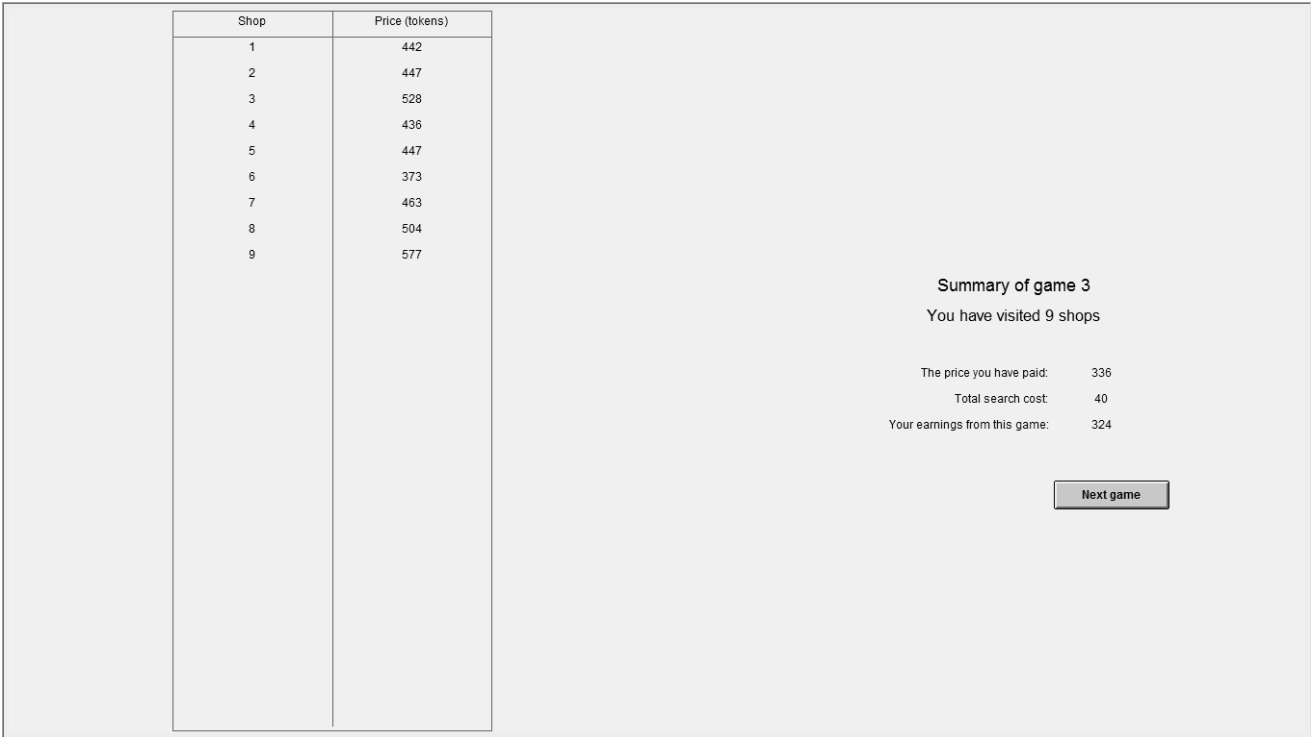 Shop Price (tokens)
1 442
2 447
3 528
4 436
5 447
6 373
7 463
8 504
9 577
Summary of game 3
You have visited 9 shops
The price you have paid: 336
Total search cost: 40
Your earnings from this game: 324
Next game